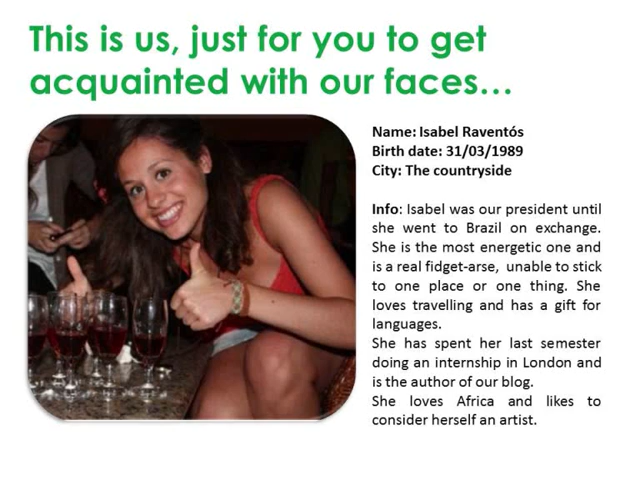 This is us, just for you to get
acquainted with our faces…
Name: Isabel Raventós
Birth date: 31/03/1989
City: The countryside
Info: Isabel was our president until
she went to Brazil on exchange.
She is the most energetic one and
is a real fidget-arse, unable to stick
to one place or one thing. She
loves travelling and has a gift for
languages.
She has spent her last semester
doing an internship in London and
is the author of our blog.
She loves Africa and likes to
consider herself an artist.